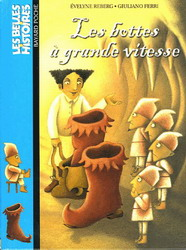 ÉVELYNE REBERG • GIULIANO FERRI
Les bottes
à grande vitesse
LES BELLES
HISTOIRES
BAYARD POCHE